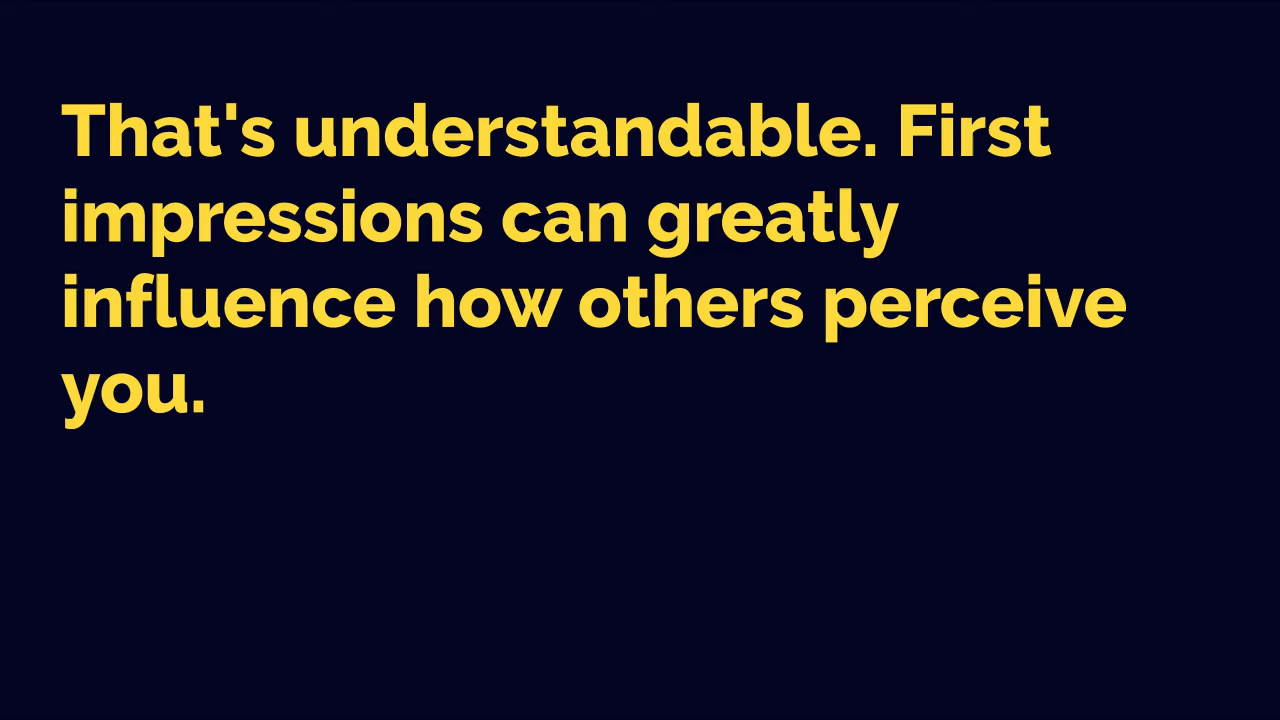 That's understandable. First
impressions can greatly
influence how others perceive
you.